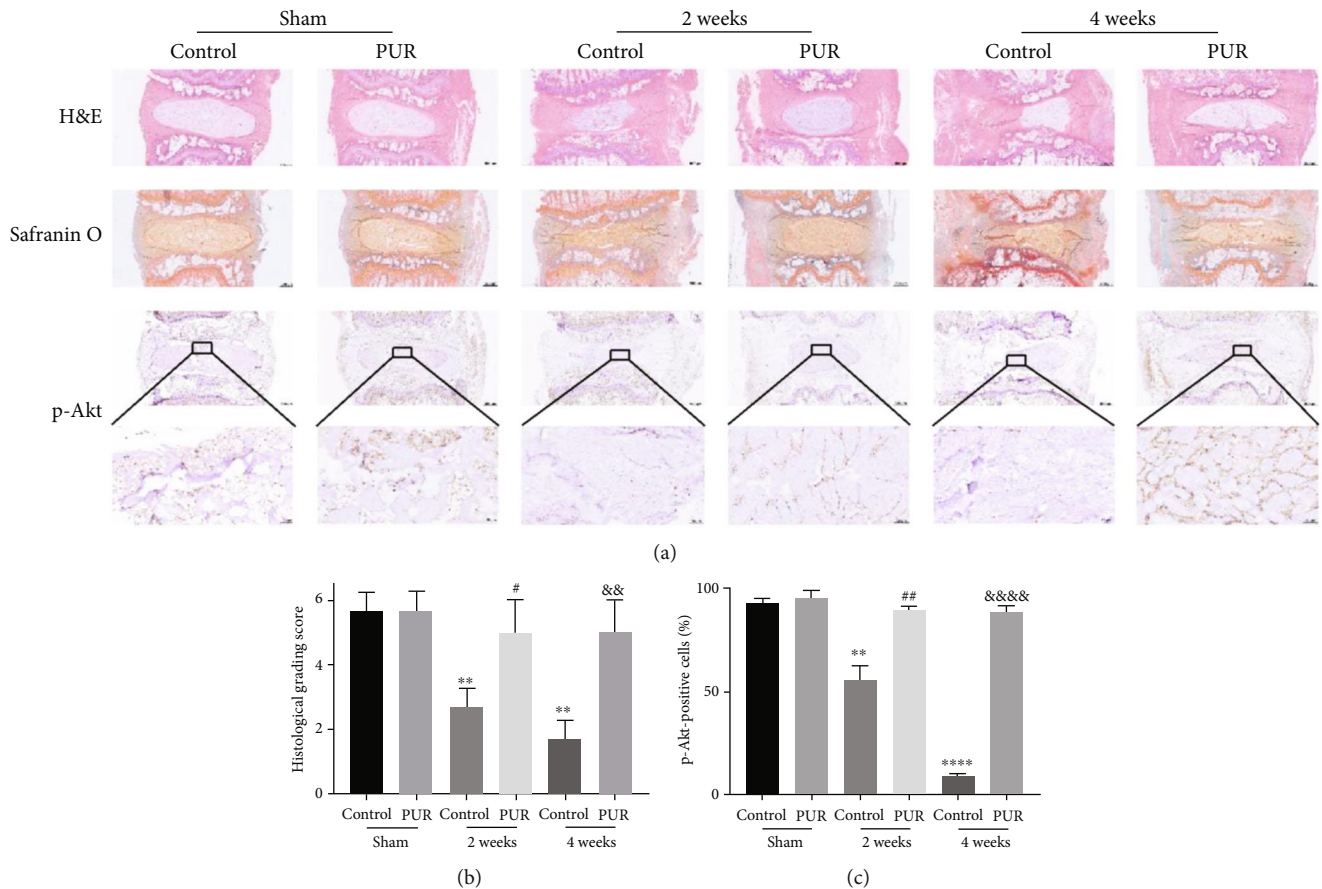 Sham 2 weeks 4 weeks
Control PUR Control PUR Control PUR
H&E
Safranin O
p-Akt
(a)
Histological grading score
6
4
2
0
**
#
**
&&
Control PUR Control PUR Control PUR
Sham 2 weeks 4 weeks
(b)
p-Akt-positive cells (%)
100
50
0
**
##
****
&&&&
Control PUR Control PUR Control PUR
Sham 2 weeks 4 weeks
(c)